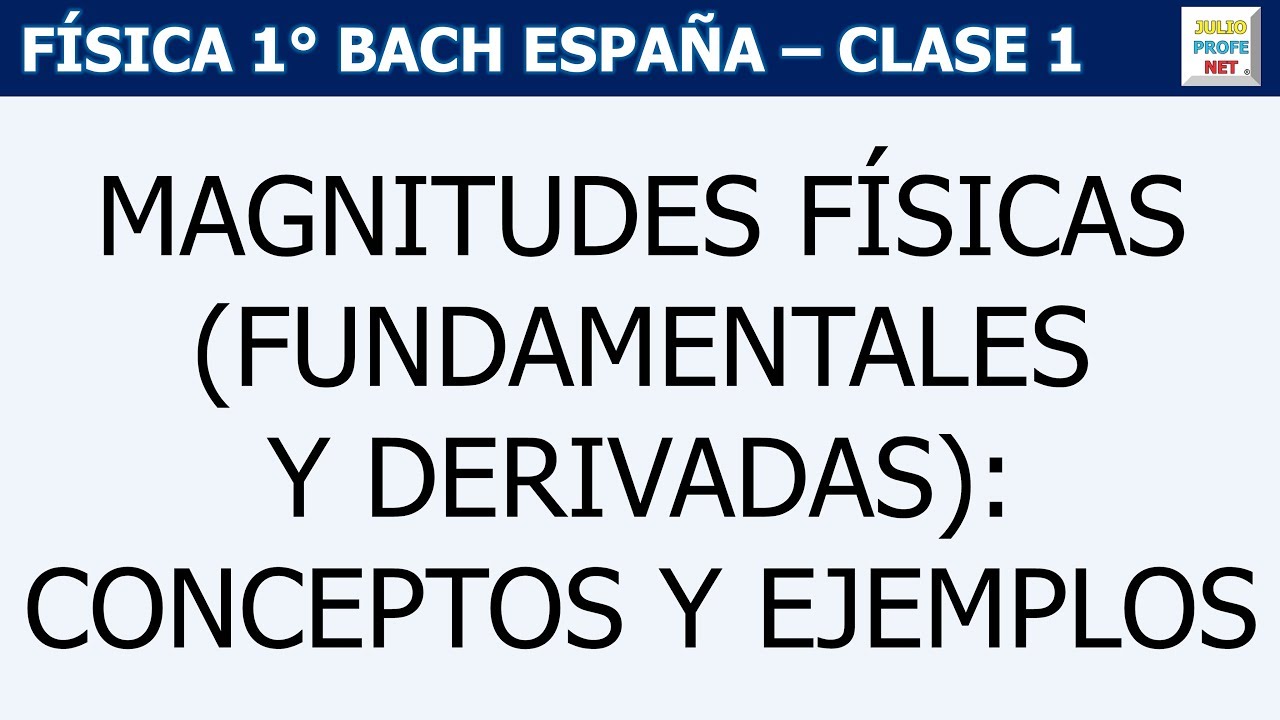 FÍSICA 1° BACH ESPAÑA – CLASE 1
JULIO
PROFE
NET ®
MAGNITUDES FÍSICAS
(FUNDAMENTALES
Y DERIVADAS):
CONCEPTOS Y EJEMPLOS